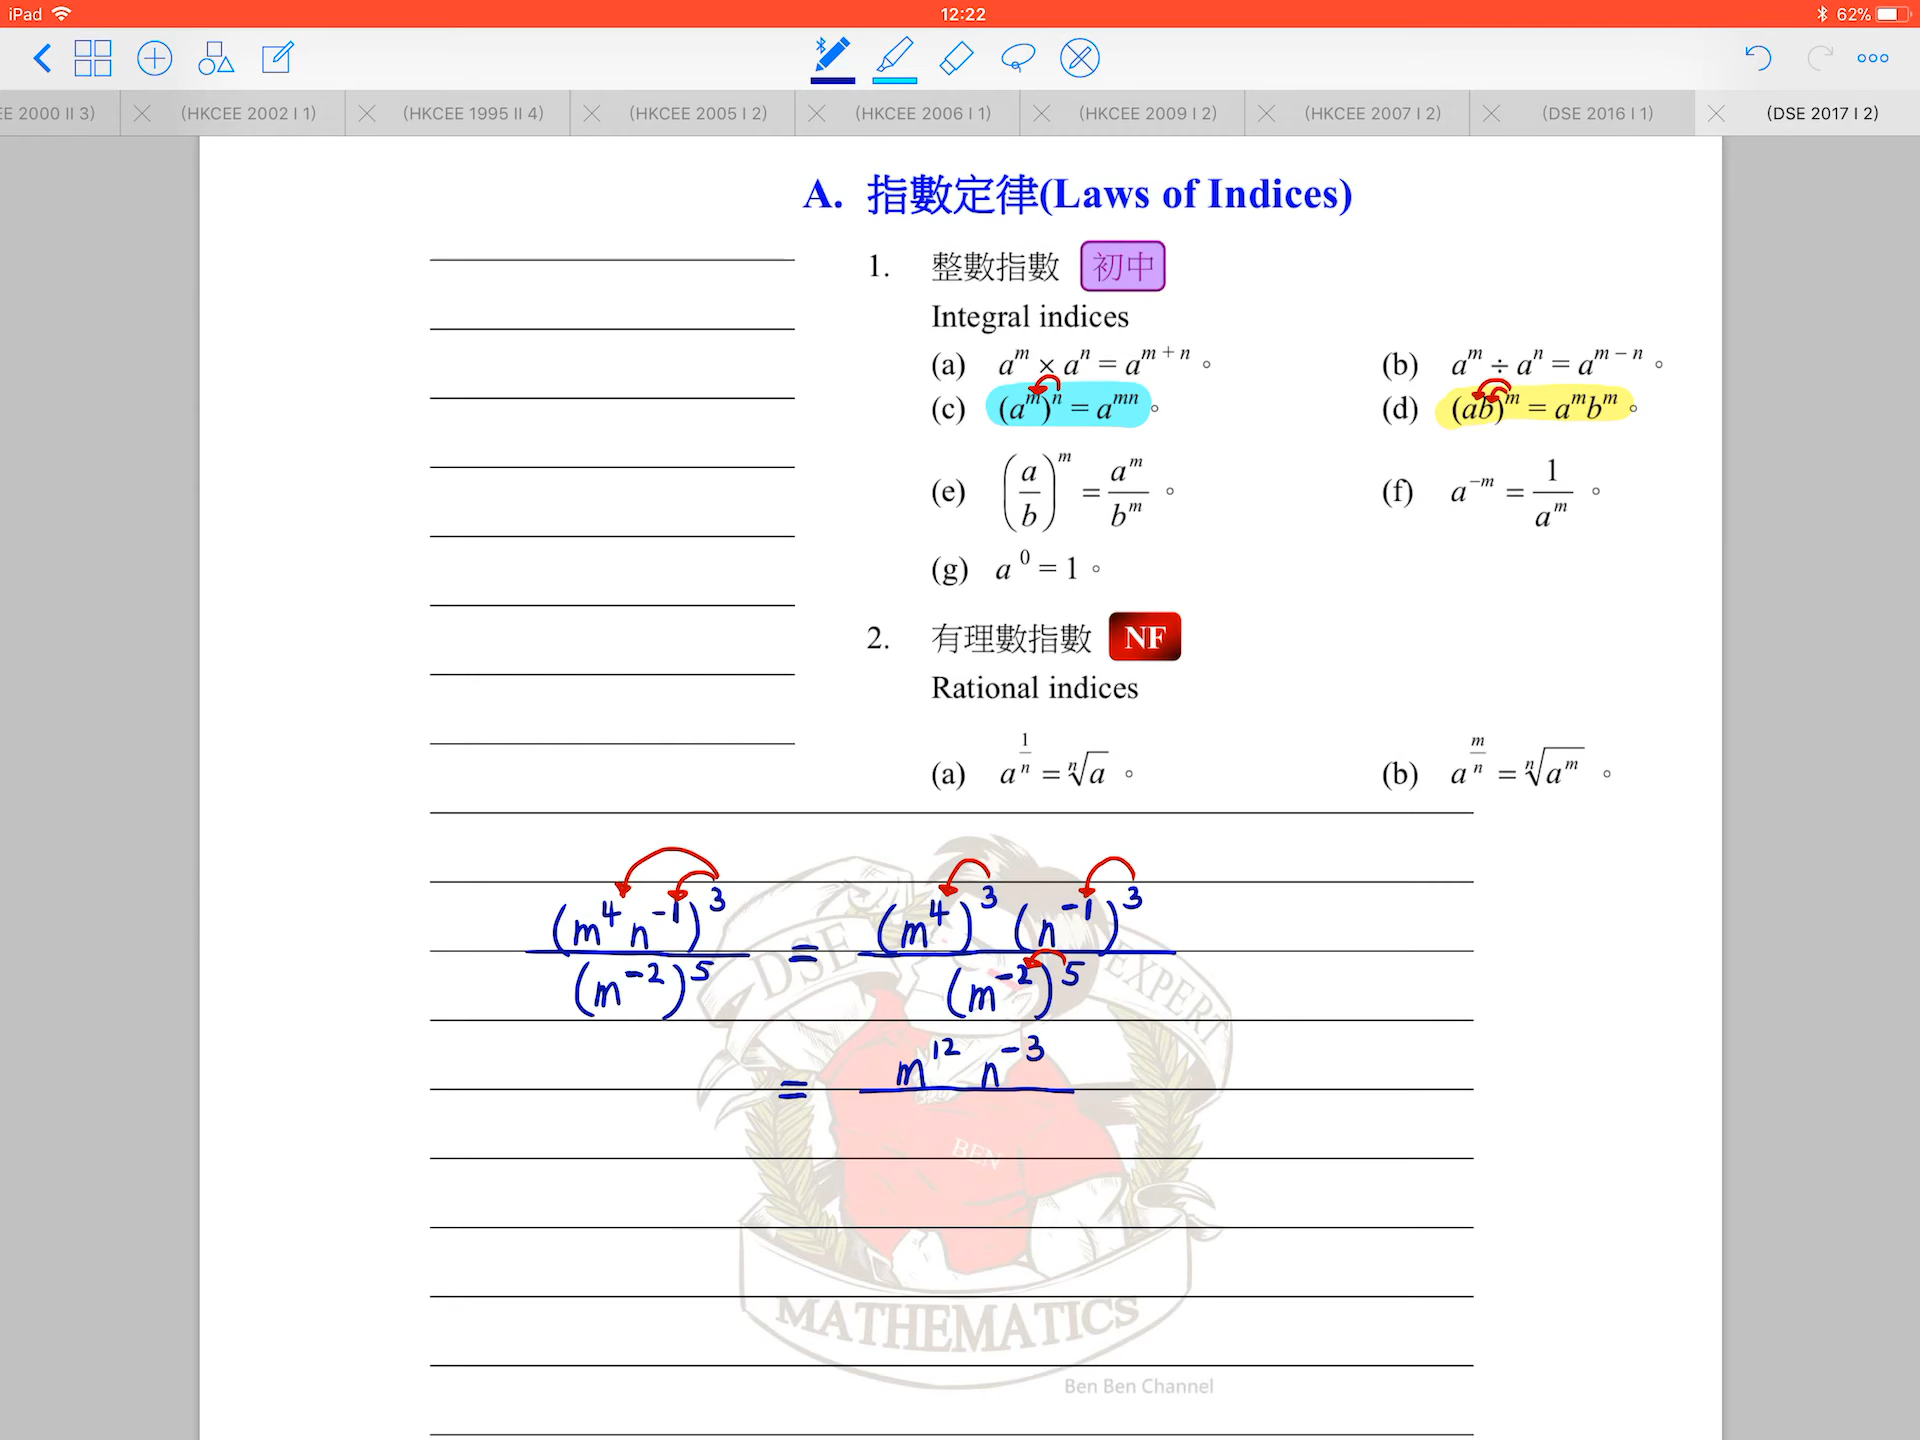 iPad 12:22 62%
EE 2000 II 3) (HKCEE 2002 I 1) (HKCEE 1995 II 4) (HKCEE 2005 I 2) (HKCEE 2006 I 1) (HKCEE 2009 I 2) (HKCEE 2007 I 2) (DSE 2016 I 1) (DSE 2017 I 2)
A. 指數定律(Laws of Indices)
1. 整數指數 初中
Integral indices
(a) a^m × a^n = a^(m + n)。 (b) a^m ÷ a^n = a^(m − n)。
(c) (a^m)^n = a^(mn)。 (d) (ab)^m = a^m b^m。
(e) (a/b)^m = a^m/b^m。 (f) a^(−m) = 1/a^m。
(g) a^0 = 1。
2. 有理數指數 NF
Rational indices
(a) a^(1/n) = ⁿ√a。 (b) a^(m/n) = ⁿ√(a^m)。
(m^4 n^(-1))^3 / (m^(-2))^5 = (m^4)^3 (n^(-1))^3 / (m^(-2))^5
= m^12 n^(-3)
DSE EXPERT
BEN
MATHEMATICS
Ben Ben Channel